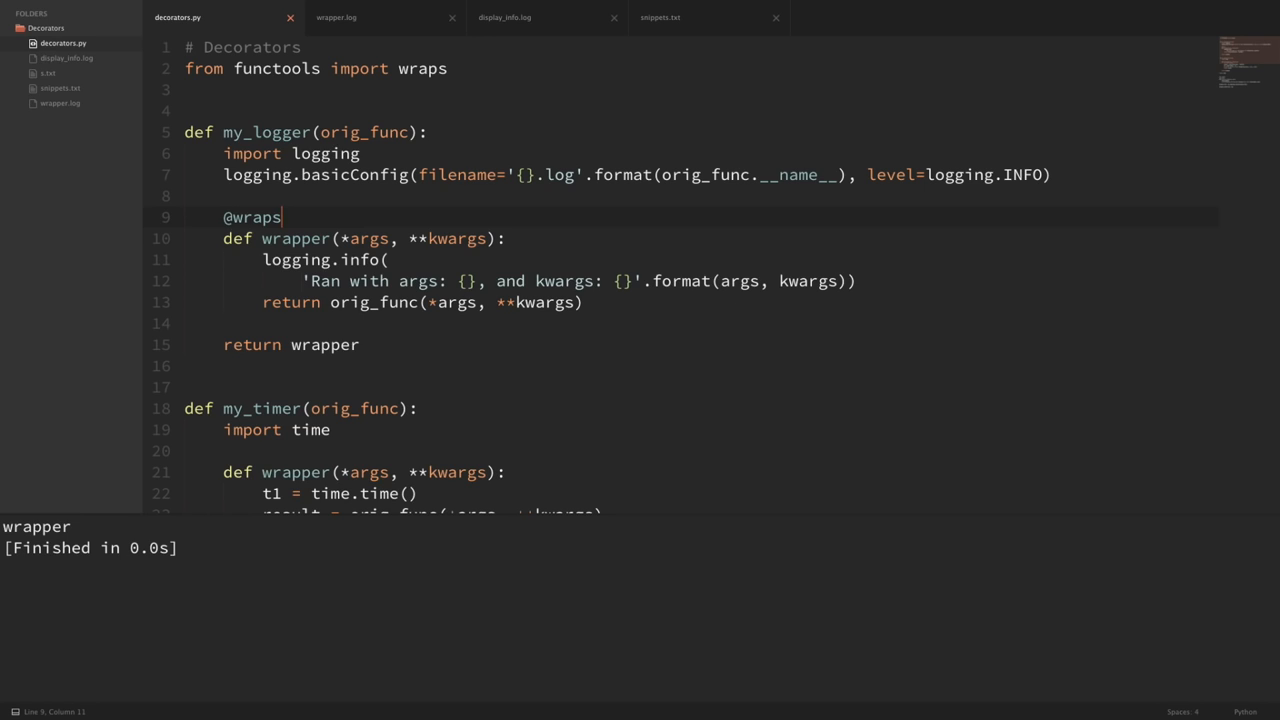 FOLDERS
Decorators
decorators.py
display_info.log
s.txt
snippets.txt
wrapper.log
decorators.py
wrapper.log
display_info.log
snippets.txt
1 # Decorators
2 from functools import wraps
3
4
5 def my_logger(orig_func):
6 import logging
7 logging.basicConfig(filename='{}.log'.format(orig_func.__name__), level=logging.INFO)
8
9 @wraps
10 def wrapper(*args, **kwargs):
11 logging.info(
12 'Ran with args: {}, and kwargs: {}'.format(args, kwargs))
13 return orig_func(*args, **kwargs)
14
15 return wrapper
16
17
18 def my_timer(orig_func):
19 import time
20
21 def wrapper(*args, **kwargs):
22 t1 = time.time()
wrapper
[Finished in 0.0s]
Line 9, Column 11
Spaces: 4
Python